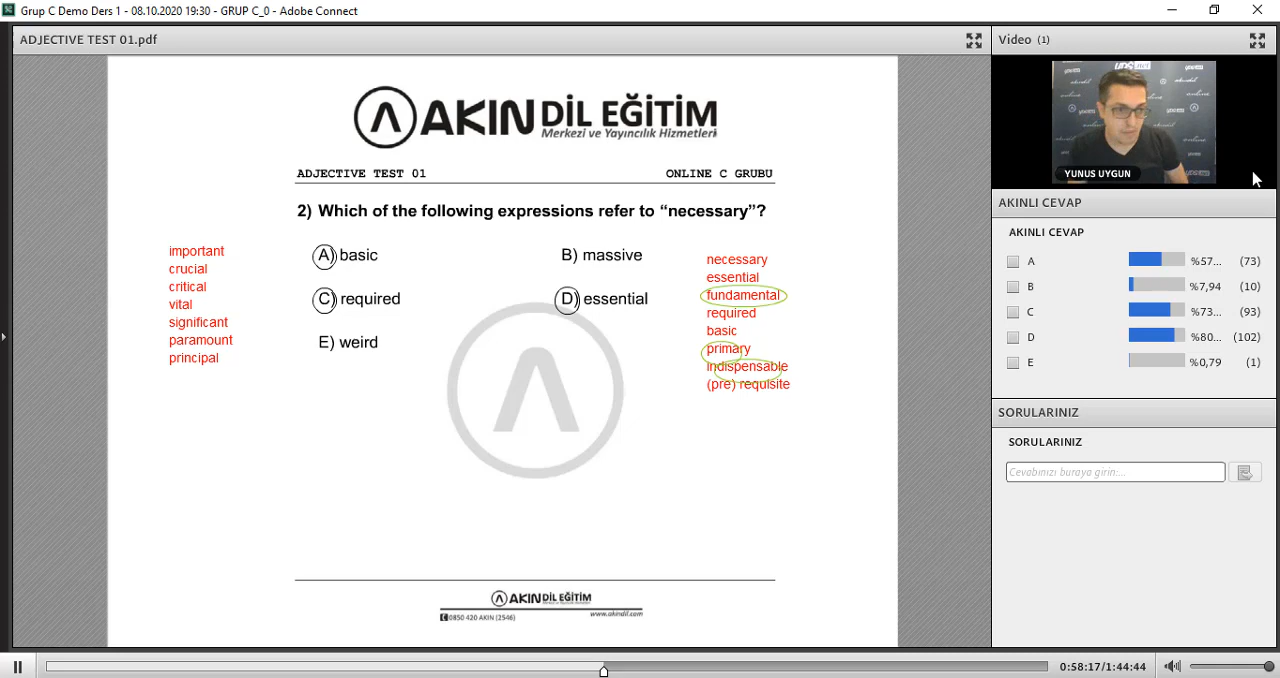 Grup C Demo Ders 1 - 08.10.2020 19:30 - GRUP C_0 - Adobe Connect
ADJECTIVE TEST 01.pdf
AKIN DİL EĞİTİM
Merkezi ve Yayıncılık Hizmetleri
ADJECTIVE TEST 01 ONLINE C GRUBU
2) Which of the following expressions refer to “necessary”?
A) basic B) massive
C) required D) essential
E) weird
important
crucial
critical
vital
significant
paramount
principal
necessary
essential
fundamental
required
basic
primary
indispensable
(pre) requisite
AKIN DİL EĞİTİM
Merkezi ve Yayıncılık Hizmetleri
0850 420 AKIN (2546) www.akindil.com
Video (1)
YUNUS UYGUN
AKINLI CEVAP
AKINLI CEVAP
A %57... (73)
B %7,94 (10)
C %73... (93)
D %80... (102)
E %0,79 (1)
SORULARINIZ
SORULARINIZ
Cevabınızı buraya girin:...
0:58:17/1:44:44